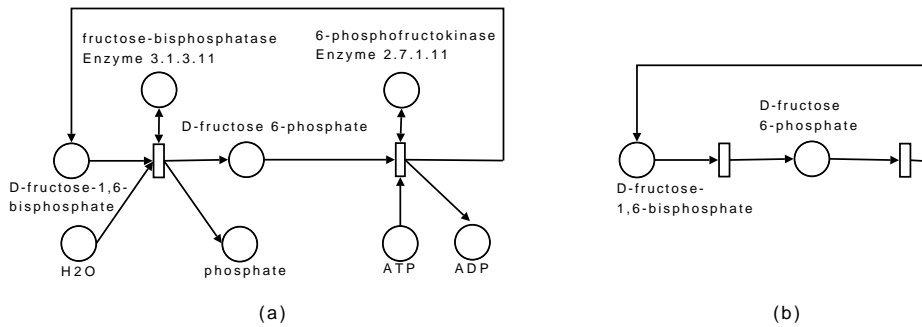 fructose-bisphosphatase
Enzyme 3.1.3.11
6-phosphofructokinase
Enzyme 2.7.1.11
D-fructose 6-phosphate
D-fructose-1,6-
bisphosphate
H2O
phosphate
ATP
ADP
(a)
D-fructose
6-phosphate
D-fructose-
1,6-bisphosphate
(b)